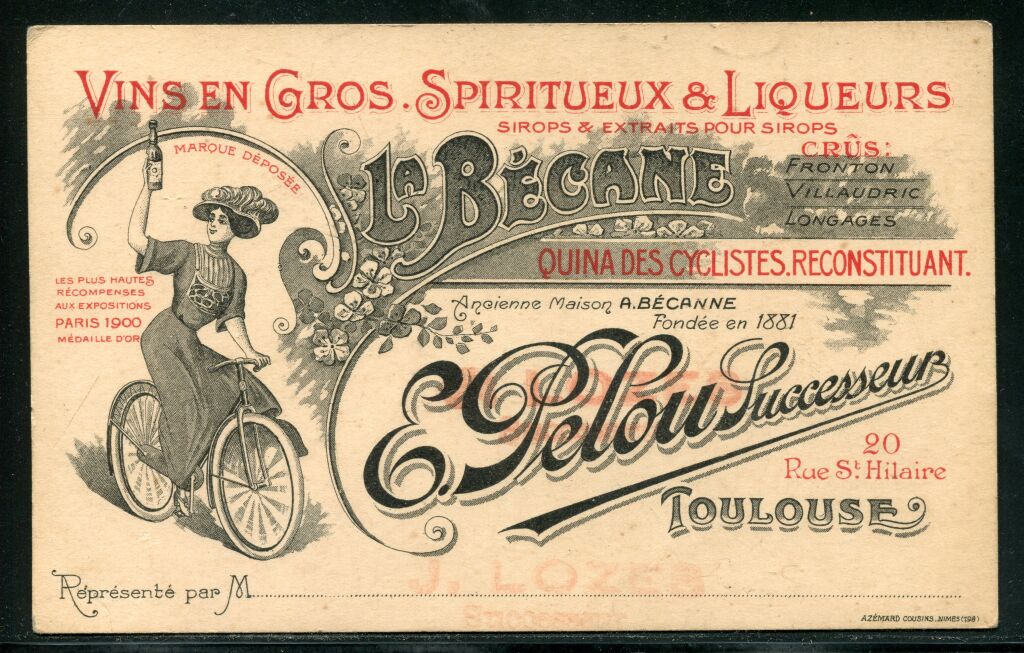 VINS EN GROS. SPIRITUEUX & LIQUEURS
SIROPS & EXTRAITS POUR SIROPS
MARQUE DÉPOSÉE
LA BÉCANE
CRÛS:
FRONTON
VILLAUDRIC
LONGAGES
QUINA DES CYCLISTES. RECONSTITUANT.
LES PLUS HAUTES
RÉCOMPENSES
AUX EXPOSITIONS
PARIS 1900
MÉDAILLE D'OR
Ancienne Maison A. BÉCANNE
Fondée en 1881
E. Pelou Successeur
20
Rue St Hilaire
TOULOUSE
J. LOZES
SUCCESSEUR
Représenté par M
AZÉMARD COUSINS. NIMES (198)